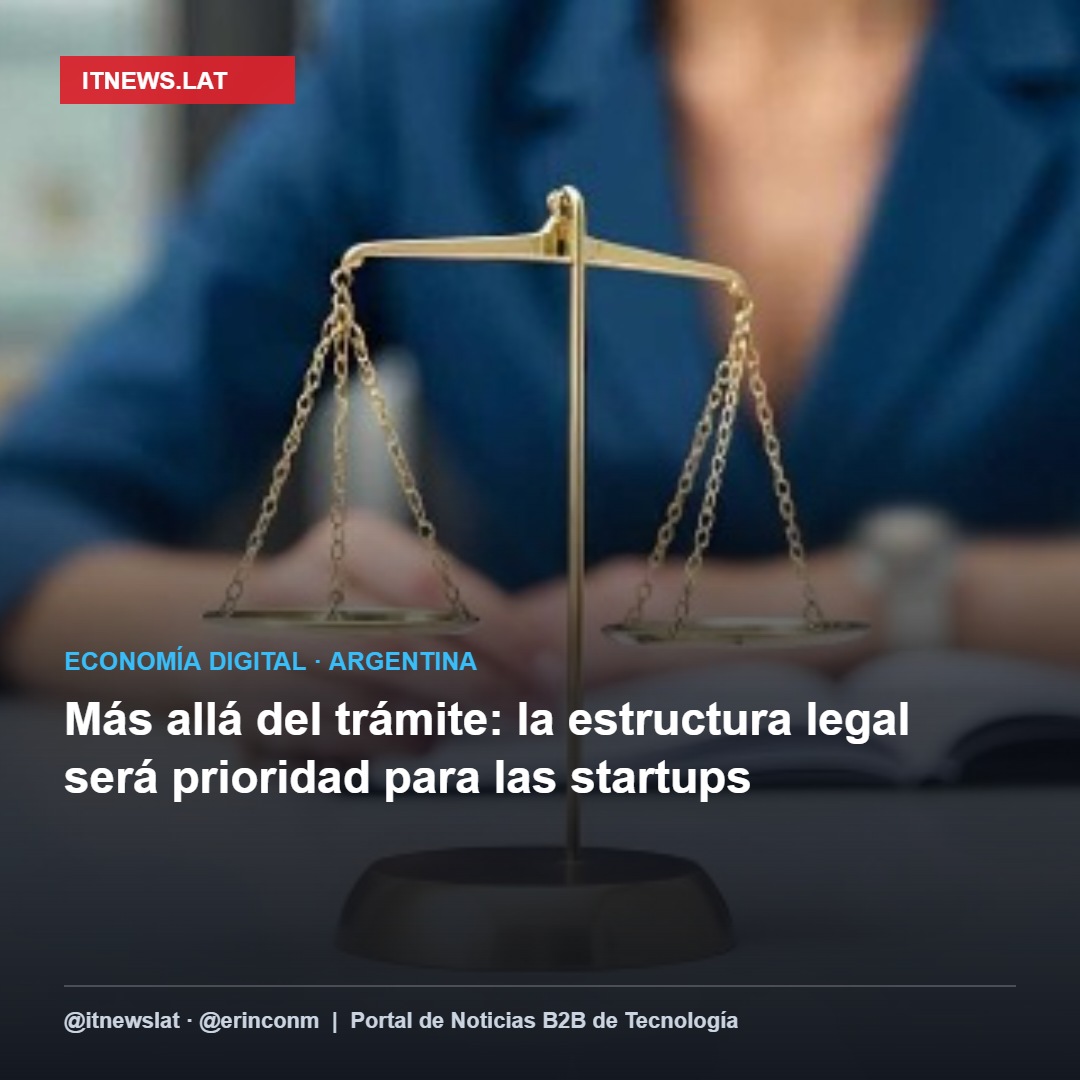 ITNEWS.LAT
ECONOMÍA DIGITAL · ARGENTINA
Más allá del trámite: la estructura legal
será prioridad para las startups
@itnewslat · @erinconm | Portal de Noticias B2B de Tecnología